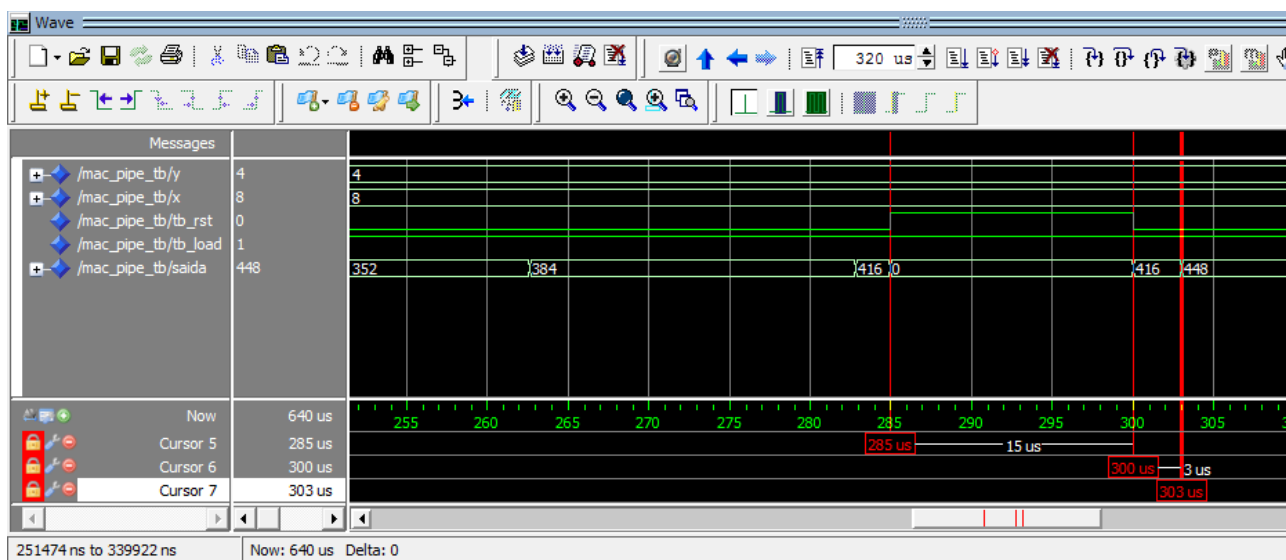 Wave
320 us
Messages
/mac_pipe_tb/y 4 4
/mac_pipe_tb/x 8 8
/mac_pipe_tb/tb_rst 0
/mac_pipe_tb/tb_load 1
/mac_pipe_tb/saida 448 352 384 416 0 416 448
Now 640 us 255 260 265 270 275 280 285 290 295 300 305
Cursor 5 285 us 285 us 15 us
Cursor 6 300 us 300 us 3 us
Cursor 7 303 us 303 us
251474 ns to 339922 ns Now: 640 us Delta: 0